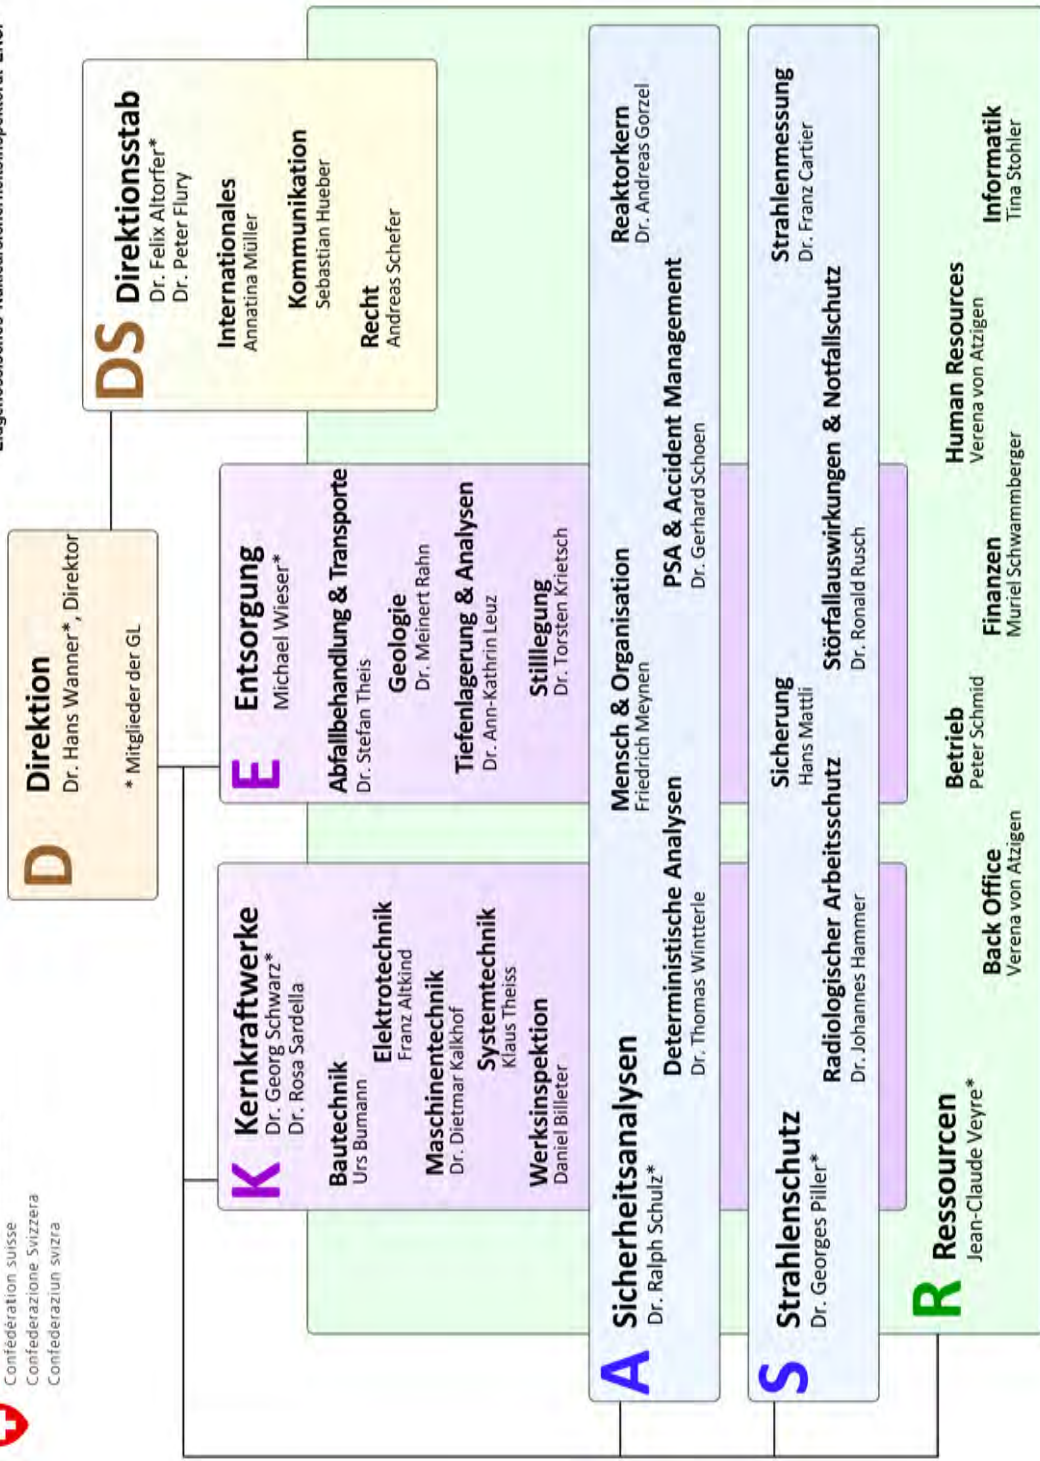 Confédération suisse
Confederazione Svizzera
Confederaziun svizra
D Direktion
Dr. Hans Wanner*, Direktor
* Mitglieder der GL
DS Direktionsstab
Dr. Felix Altorfer*
Dr. Peter Flury
Internationales
Annatina Müller
Kommunikation
Sebastian Hueber
Recht
Andreas Schefer
K Kernkraftwerke
Dr. Georg Schwarz*
Dr. Rosa Sardella
Bautechnik
Urs Bumann
Elektrotechnik
Franz Altkind
Maschinentechnik
Dr. Dietmar Kalkhof
Systemtechnik
Klaus Theiss
Werksinspektion
Daniel Billeter
E Entsorgung
Michael Wieser*
Abfallbehandlung & Transporte
Dr. Stefan Theis
Geologie
Dr. Meinert Rahn
Tiefenlagerung & Analysen
Dr. Ann-Kathrin Leuz
Stilllegung
Dr. Torsten Krietsch
A Sicherheitsanalysen
Dr. Ralph Schulz*
Deterministische Analysen
Dr. Thomas Wintterle
Mensch & Organisation
Friedrich Meynen
PSA & Accident Management
Dr. Gerhard Schoen
Reaktorkern
Dr. Andreas Gorzel
S Strahlenschutz
Dr. Georges Piller*
Radiologischer Arbeitsschutz
Dr. Johannes Hammer
Sicherung
Hans Mattli
Störfallauswirkungen & Notfallschutz
Dr. Ronald Rusch
Strahlenmessung
Dr. Franz Cartier
R Ressourcen
Jean-Claude Veyre*
Back Office
Verena von Atzigen
Betrieb
Peter Schmid
Finanzen
Muriel Schwammberger
Human Resources
Verena von Atzigen
Informatik
Tina Stohler